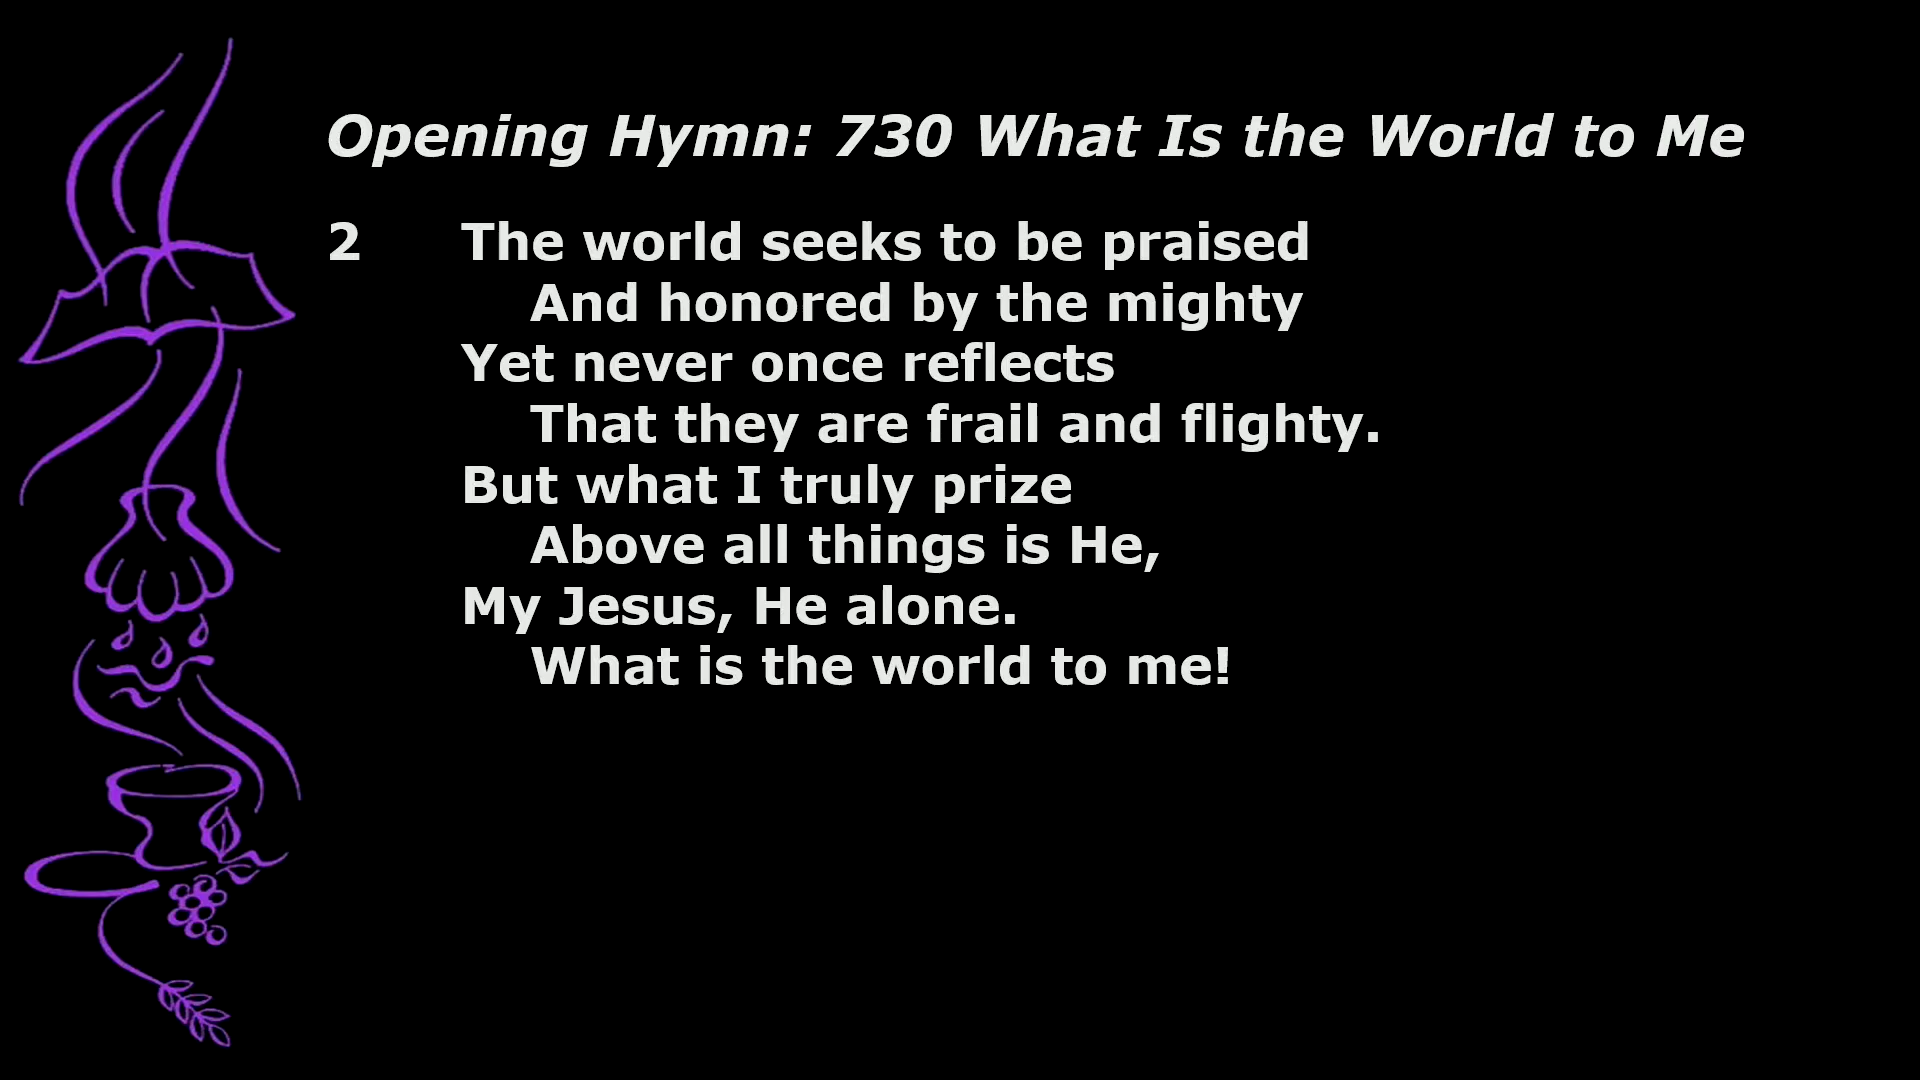 Opening Hymn: 730 What Is the World to Me
2 The world seeks to be praised
And honored by the mighty
Yet never once reflects
That they are frail and flighty.
But what I truly prize
Above all things is He,
My Jesus, He alone.
What is the world to me!